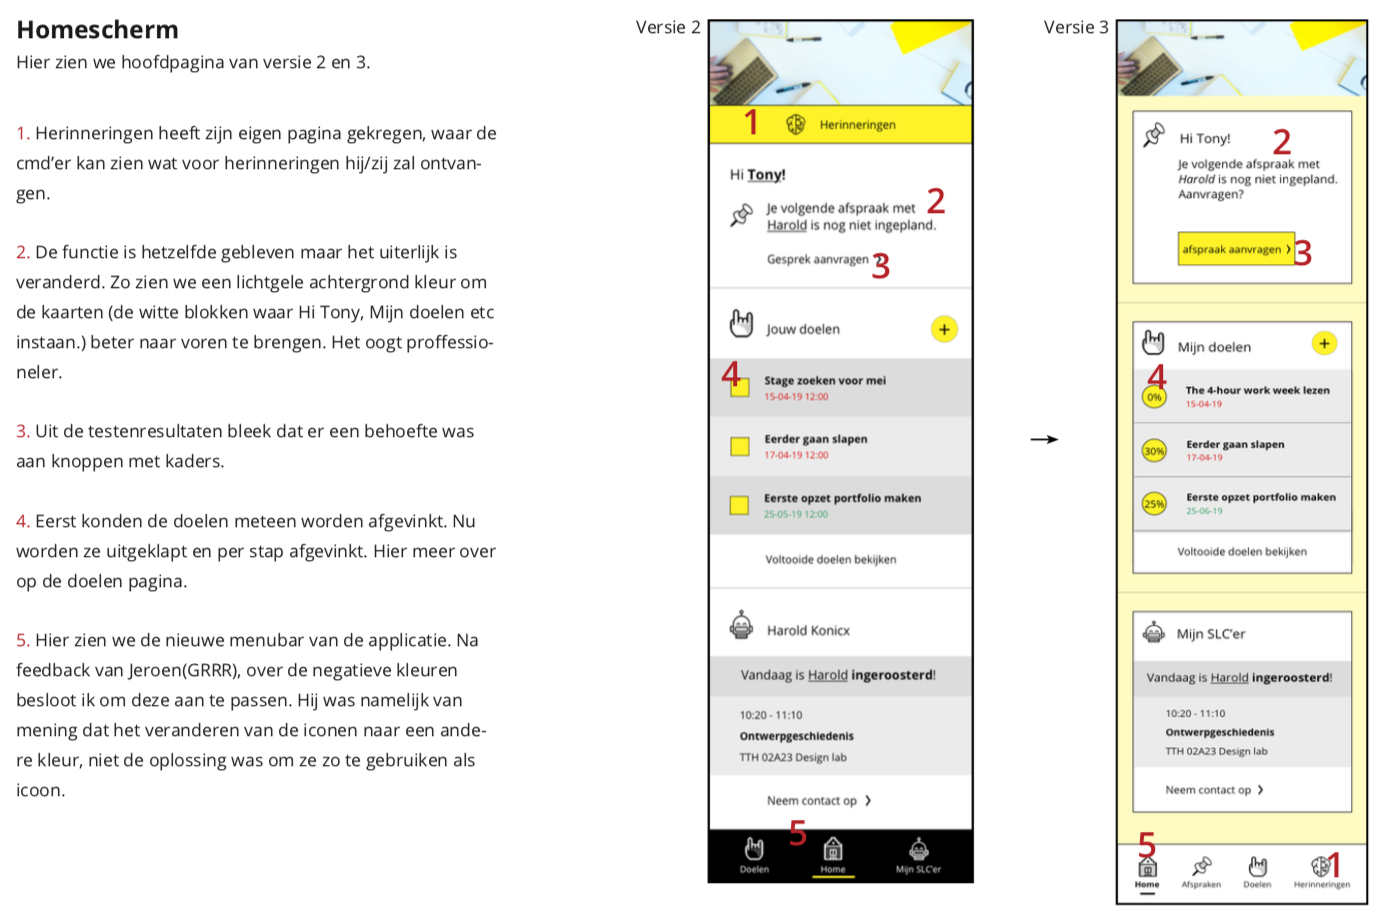 Homescherm
Hier zien we hoofdpagina van versie 2 en 3.
1. Herinneringen heeft zijn eigen pagina gekregen, waar de
cmd'er kan zien wat voor herinneringen hij/zij zal ontvan-
gen.
2. De functie is hetzelfde gebleven maar het uiterlijk is
veranderd. Zo zien we een lichtgele achtergrond kleur om
de kaarten (de witte blokken waar Hi Tony, Mijn doelen etc
instaan.) beter naar voren te brengen. Het oogt proffessio-
neler.
3. Uit de testenresultaten bleek dat er een behoefte was
aan knoppen met kaders.
4. Eerst konden de doelen meteen worden afgevinkt. Nu
worden ze uitgeklapt en per stap afgevinkt. Hier meer over
op de doelen pagina.
5. Hier zien we de nieuwe menubar van de applicatie. Na
feedback van Jeroen(GRRR), over de negatieve kleuren
besloot ik om deze aan te passen. Hij was namelijk van
mening dat het veranderen van de iconen naar een ande-
re kleur, niet de oplossing was om ze zo te gebruiken als
icoon.
Versie 2
1
Herinneringen
Hi Tony!
2
Je volgende afspraak met
Harold is nog niet ingepland.
Gesprek aanvragen
3
Jouw doelen
+
4
Stage zoeken voor mei
15-04-19 12:00
Eerder gaan slapen
17-04-19 12:00
Eerste opzet portfolio maken
25-05-19 12:00
Voltooide doelen bekijken
Harold Konicx
Vandaag is Harold ingeroosterd!
10:20 - 11:10
Ontwerpgeschiedenis
TTH 02A23 Design lab
Neem contact op ❯
5
Doelen
Home
Mijn SLC'er
Versie 3
Hi Tony!
2
Je volgende afspraak met
Harold is nog niet ingepland.
Aanvragen?
afspraak aanvragen ❯
3
Mijn doelen
+
4
0%
The 4-hour work week lezen
15-04-19
30%
Eerder gaan slapen
17-04-19
25%
Eerste opzet portfolio maken
25-06-19
Voltooide doelen bekijken
Mijn SLC'er
Vandaag is Harold ingeroosterd!
10:20 - 11:10
Ontwerpgeschiedenis
TTH 02A23 Design lab
Neem contact op ❯
5
1
Home
Afspraken
Doelen
Herinneringen